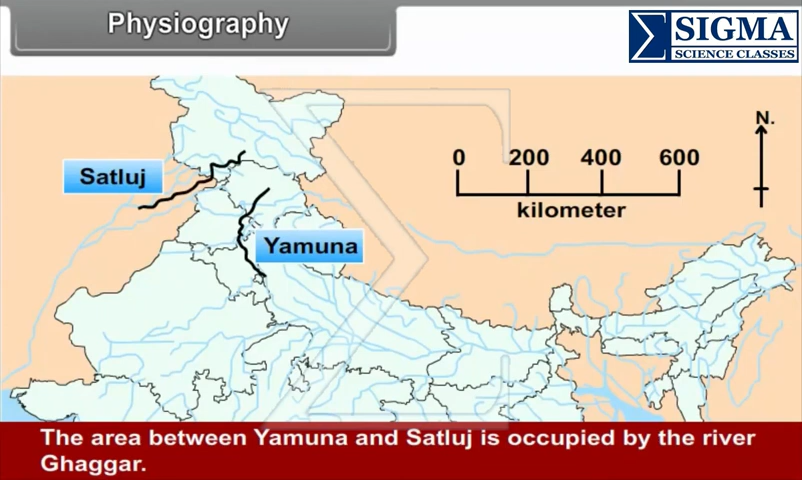 Physiography
SIGMA
SCIENCE CLASSES
N.
0 200 400 600
kilometer
Satluj
Yamuna
The area between Yamuna and Satluj is occupied by the river
Ghaggar.